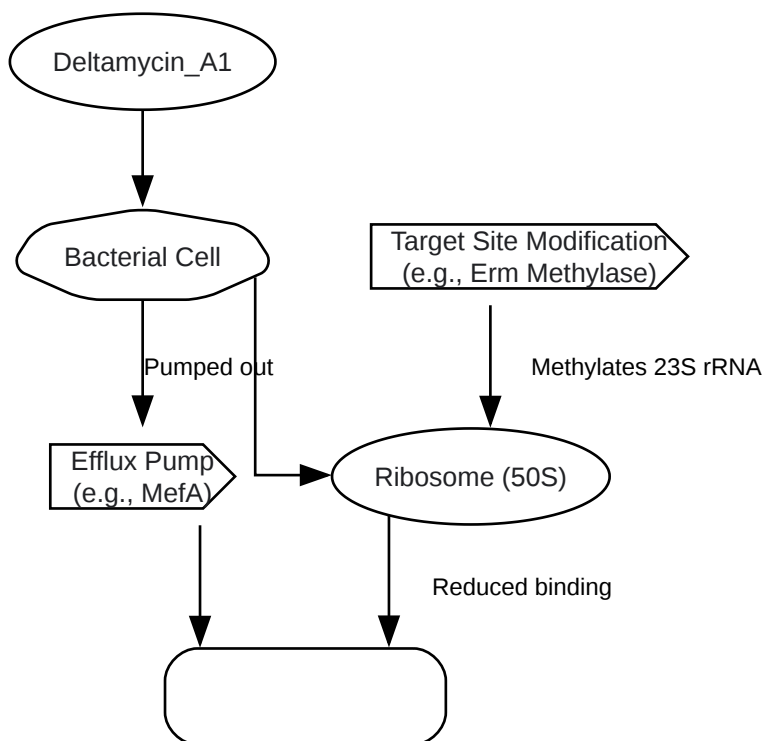 Deltamycin_A1
Bacterial Cell
Target Site Modification
(e.g., Erm Methylase)
Pumped out
Methylates 23S rRNA
Efflux Pump
(e.g., MefA)
Ribosome (50S)
Reduced binding